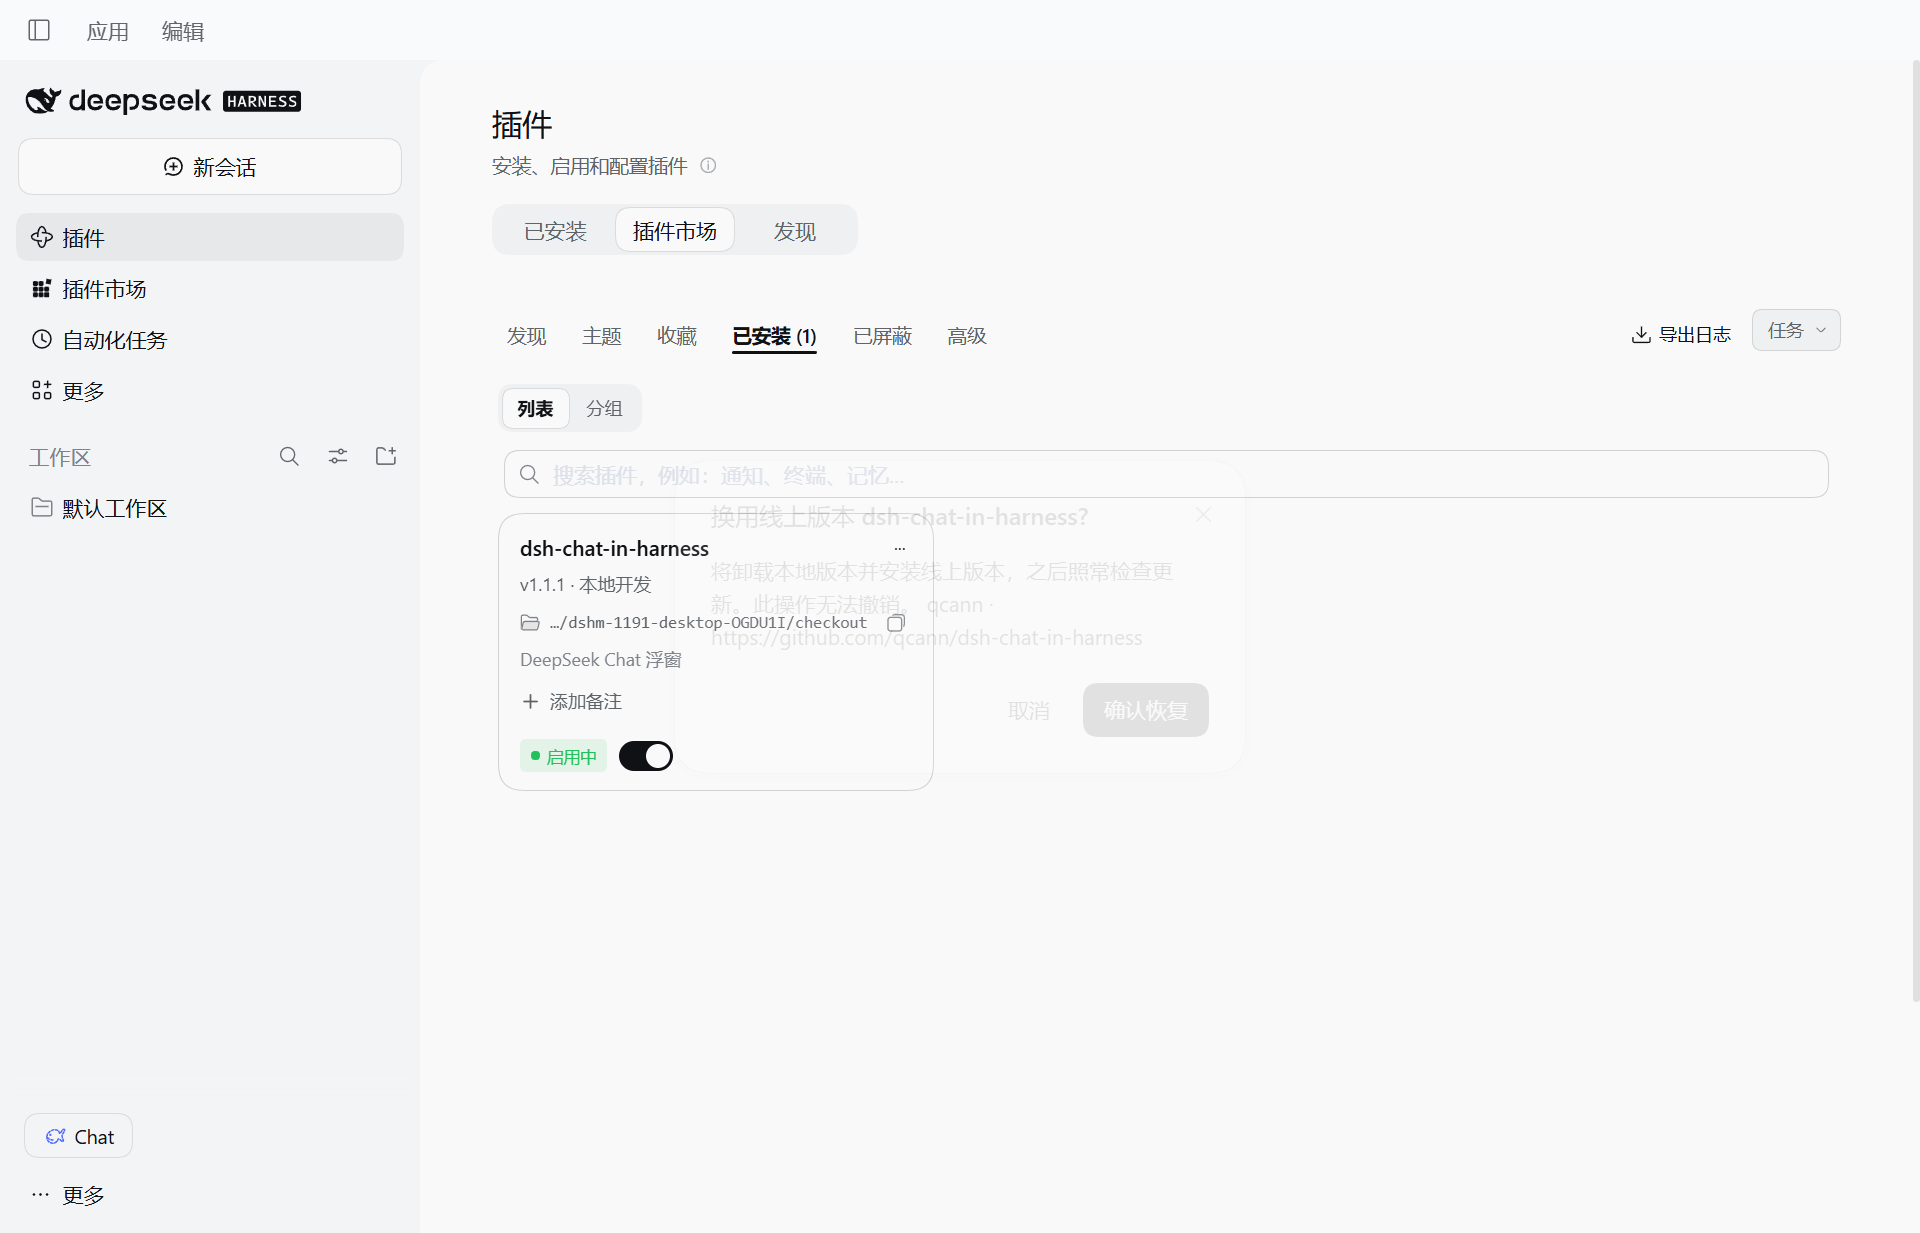 应用 编辑
deepseek HARNESS
新会话
插件
插件市场
自动化任务
更多
工作区
默认工作区
Chat
更多
插件
安装、启用和配置插件
已安装 插件市场 发现
发现 主题 收藏 已安装 (1) 已屏蔽 高级
导出日志 任务
列表 分组
搜索插件，例如：通知、终端、记忆...
dsh-chat-in-harness
v1.1.1 · 本地开发
.../dshm-1191-desktop-OGDU1I/checkout
DeepSeek Chat 浮窗
添加备注
启用中
换用线上版本 dsh-chat-in-harness?
将卸载本地版本并安装线上版本，之后照常检查更
新。此操作无法撤销。 qcann ·
https://github.com/qcann/dsh-chat-in-harness
取消 确认恢复